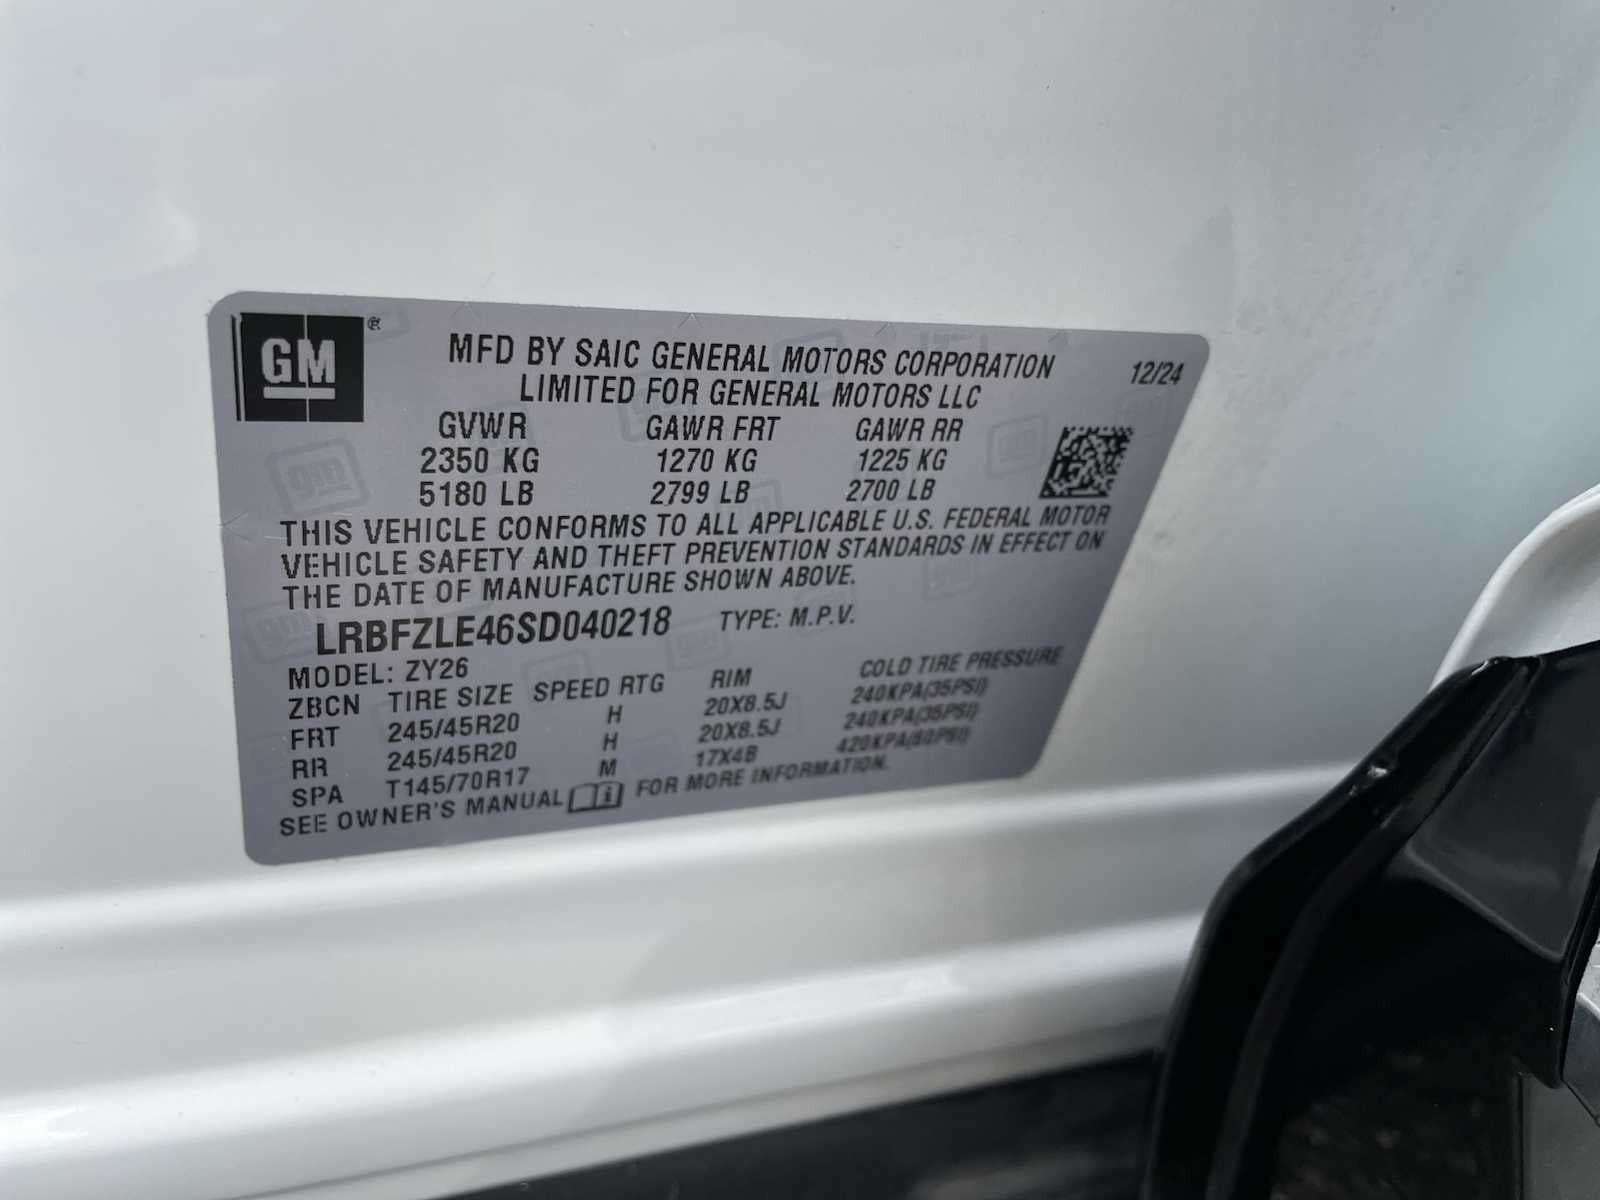 GM ®
MFD BY SAIC GENERAL MOTORS CORPORATION
LIMITED FOR GENERAL MOTORS LLC
12/24
GVWR GAWR FRT GAWR RR
2350 KG 1270 KG 1225 KG
5180 LB 2799 LB 2700 LB
THIS VEHICLE CONFORMS TO ALL APPLICABLE U.S. FEDERAL MOTOR
VEHICLE SAFETY AND THEFT PREVENTION STANDARDS IN EFFECT ON
THE DATE OF MANUFACTURE SHOWN ABOVE.
LRBFZLE46SD040218 TYPE: M.P.V.
MODEL: ZY26
ZBCN TIRE SIZE SPEED RTG RIM COLD TIRE PRESSURE
FRT 245/45R20 H 20X8.5J 240KPA(35PSI)
RR 245/45R20 H 20X8.5J 240KPA(35PSI)
SPA T145/70R17 M 17X4B 420KPA(60PSI)
SEE OWNER'S MANUAL FOR MORE INFORMATION.